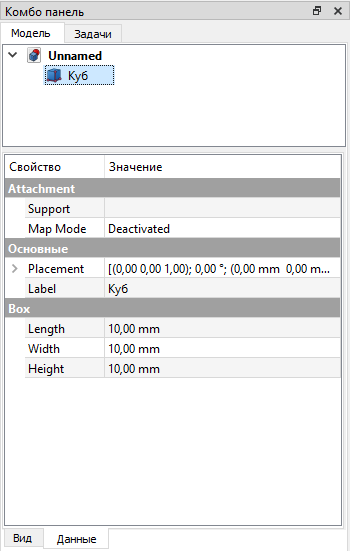 Комбо панель
Модель Задачи
Unnamed
Куб
Свойство Значение
Attachment
Support
Map Mode Deactivated
Основные
Placement [(0,00 0,00 1,00); 0,00 °; (0,00 mm 0,00 m...
Label Куб
Box
Length 10,00 mm
Width 10,00 mm
Height 10,00 mm
Вид Данные